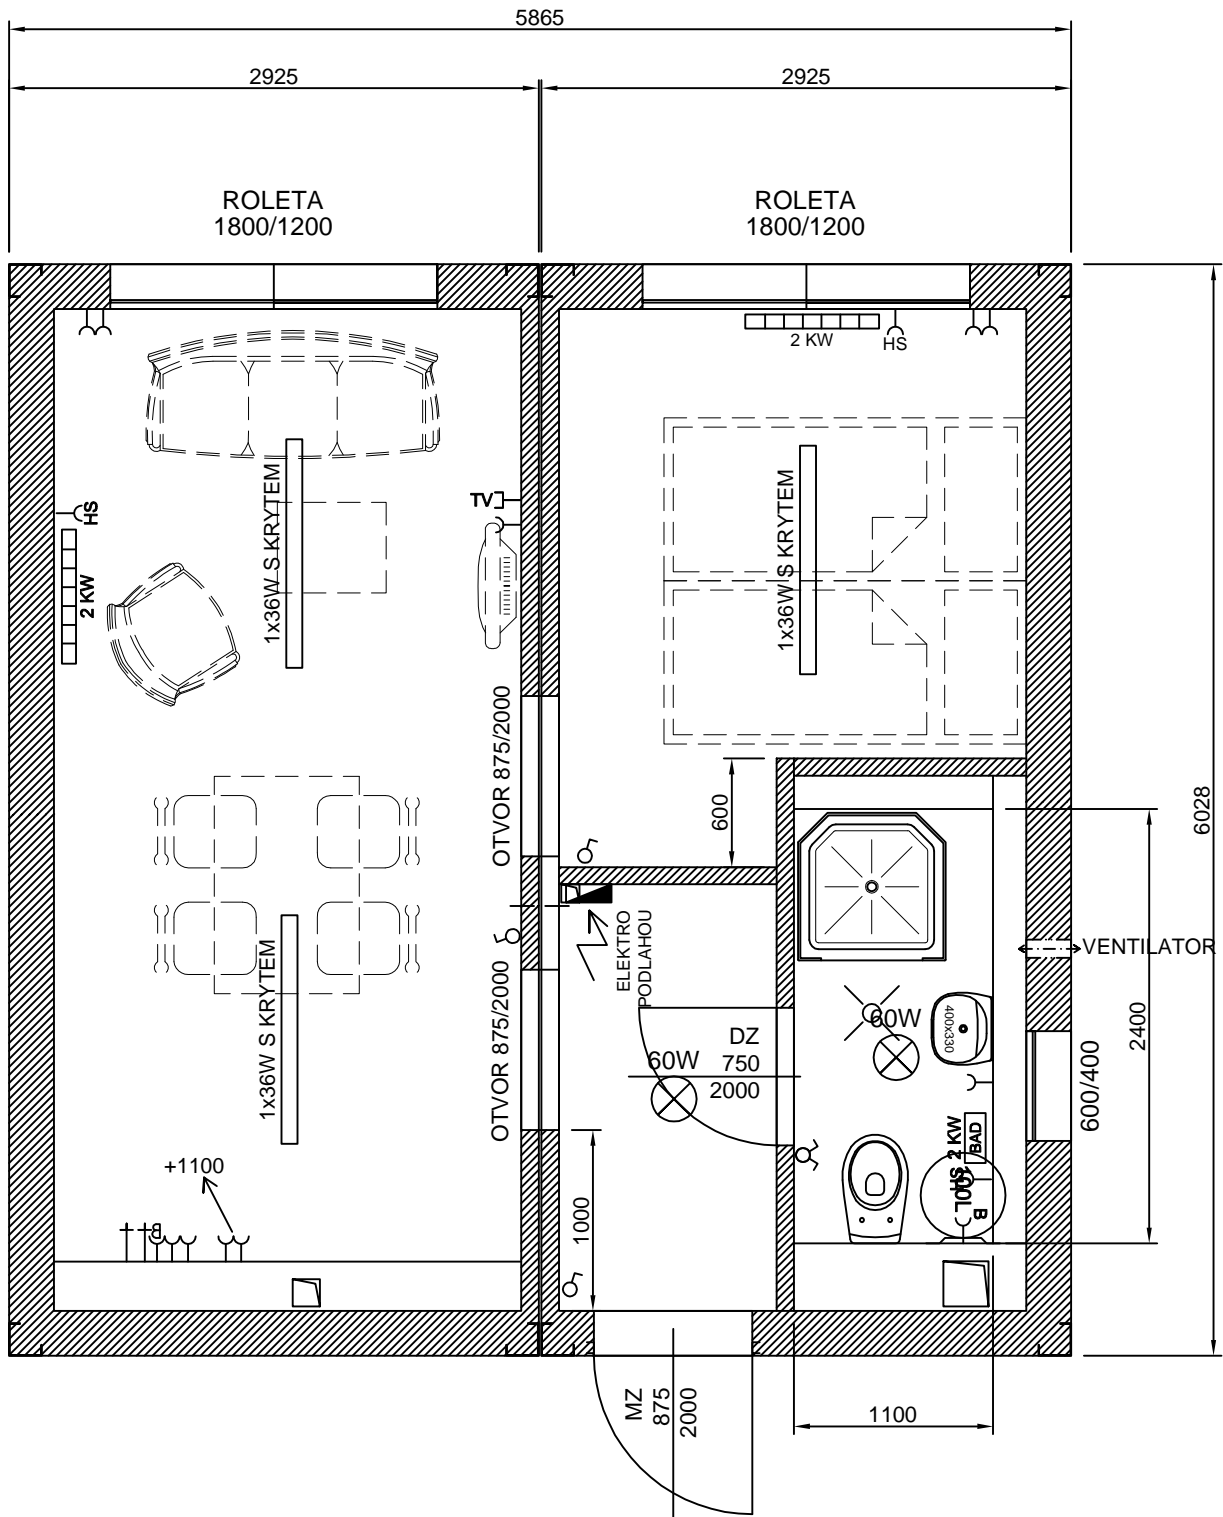 5865
2925
2925
ROLETA
1800/1200
ROLETA
1800/1200
2 KW
HS
TV
HS
2 KW
1x36W S KRYTEM
1x36W S KRYTEM
OTVOR 875/2000
600
6028
ELEKTRO
PODLAHOU
VENTILATOR
1x36W S KRYTEM
OTVOR 875/2000
60W
DZ
750
2000
60W
400x330
2400
600/400
BAD
2 KW
100L
B
+1100
1000
MZ
875
2000
1100